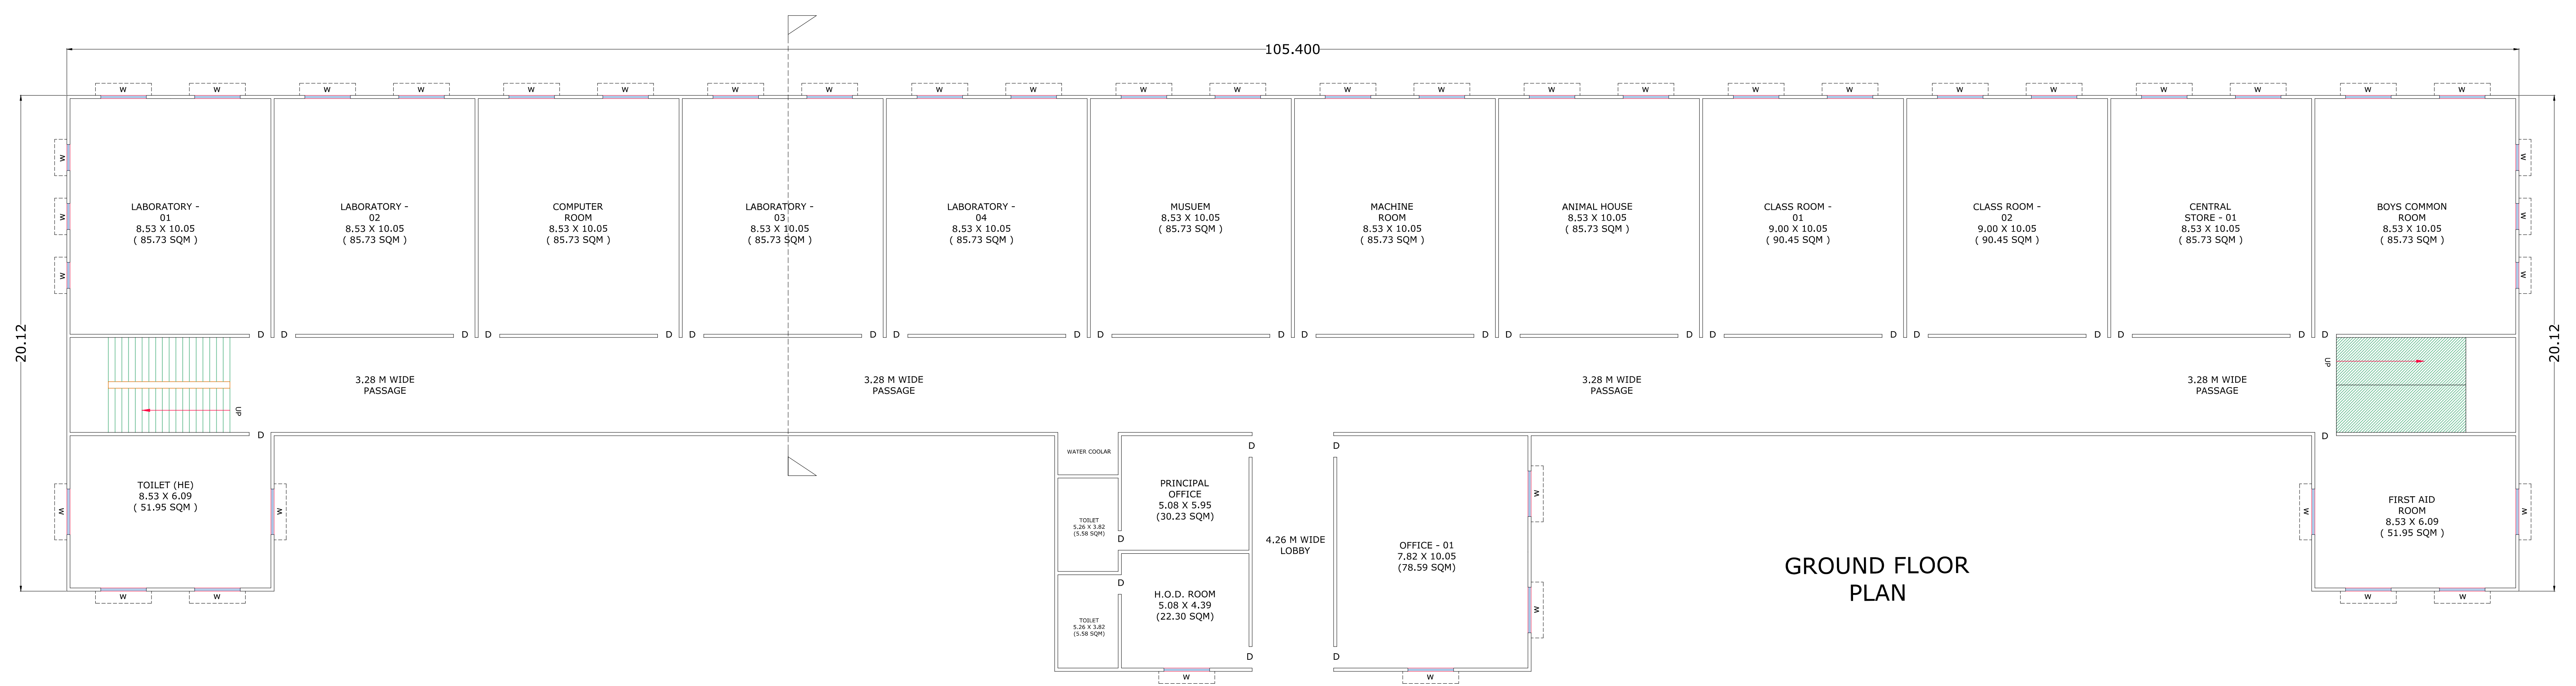 105.400
W W W W W W W W W W W W W W W W W W W W W W W W
W
W
W
W
W
W
20.12
20.12
LABORATORY -
01
8.53 X 10.05
( 85.73 SQM )
LABORATORY -
02
8.53 X 10.05
( 85.73 SQM )
COMPUTER
ROOM
8.53 X 10.05
( 85.73 SQM )
LABORATORY -
03
8.53 X 10.05
( 85.73 SQM )
LABORATORY -
04
8.53 X 10.05
( 85.73 SQM )
MUSUEM
8.53 X 10.05
( 85.73 SQM )
MACHINE
ROOM
8.53 X 10.05
( 85.73 SQM )
ANIMAL HOUSE
8.53 X 10.05
( 85.73 SQM )
CLASS ROOM -
01
9.00 X 10.05
( 90.45 SQM )
CLASS ROOM -
02
9.00 X 10.05
( 90.45 SQM )
CENTRAL
STORE - 01
8.53 X 10.05
( 85.73 SQM )
BOYS COMMON
ROOM
8.53 X 10.05
( 85.73 SQM )
D D D D D D D D D D D D D D D D D D D D D D
UP
3.28 M WIDE
PASSAGE
3.28 M WIDE
PASSAGE
3.28 M WIDE
PASSAGE
3.28 M WIDE
PASSAGE
UP
D
D
D
D
TOILET (HE)
8.53 X 6.09
( 51.95 SQM )
W
W
W W
WATER COOLAR
TOILET
5.26 X 3.82
(5.58 SQM)
TOILET
5.26 X 3.82
(5.58 SQM)
PRINCIPAL
OFFICE
5.08 X 5.95
(30.23 SQM)
D
D
H.O.D. ROOM
5.08 X 4.39
(22.30 SQM)
4.26 M WIDE
LOBBY
D
D
W
OFFICE - 01
7.82 X 10.05
(78.59 SQM)
W
W
W
GROUND FLOOR
PLAN
FIRST AID
ROOM
8.53 X 6.09
( 51.95 SQM )
W
W
W W